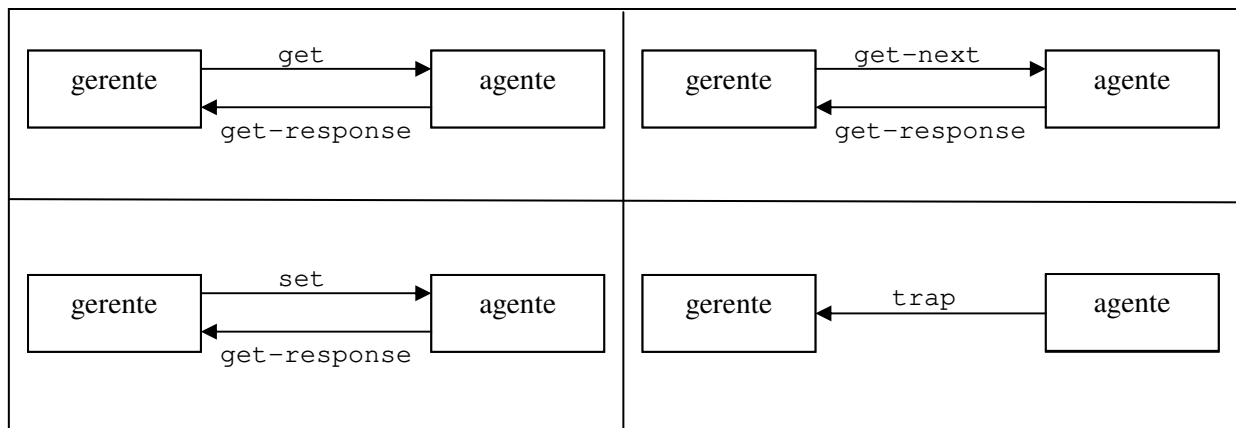 get
gerente
agente
get-response
get-next
gerente
agente
get-response
set
gerente
agente
get-response
trap
gerente
agente